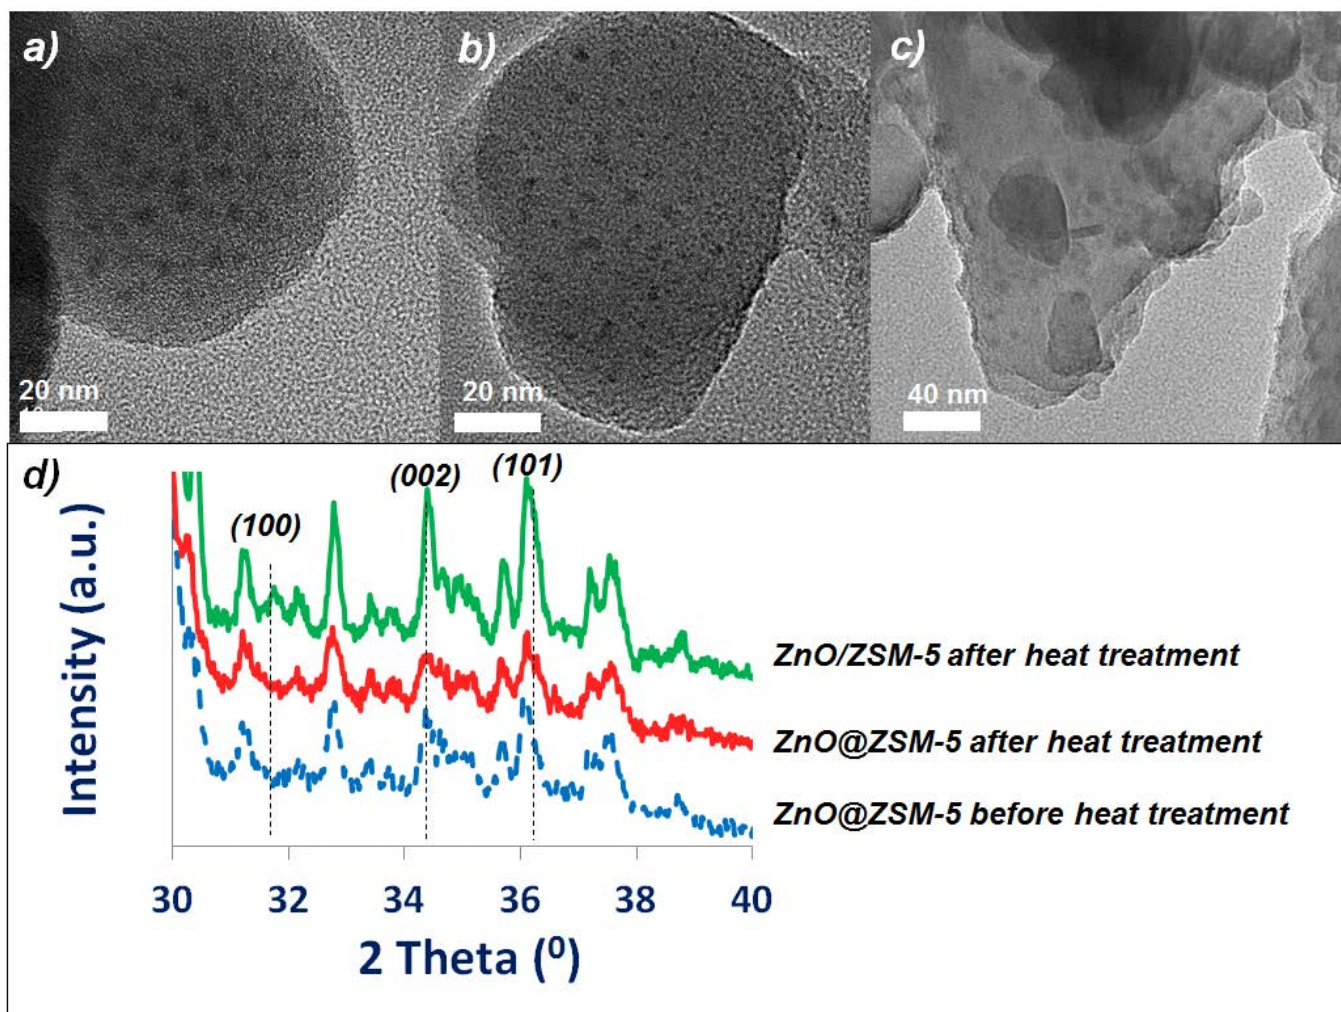 a)
b)
c)
20 nm
20 nm
40 nm
d)
(100)
(002)
(101)
Intensity (a.u.)
ZnO/ZSM-5 after heat treatment
ZnO@ZSM-5 after heat treatment
ZnO@ZSM-5 before heat treatment
30 32 34 36 38 40
2 Theta (⁰)